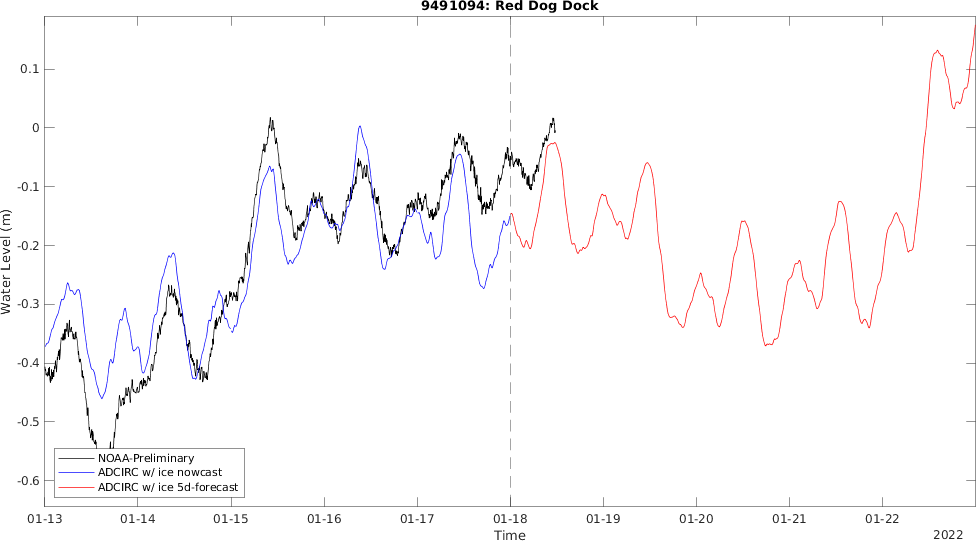 9491094: Red Dog Dock
Water Level (m)
0.1
0
-0.1
-0.2
-0.3
-0.4
-0.5
-0.6
NOAA-Preliminary
ADCIRC w/ ice nowcast
ADCIRC w/ ice 5d-forecast
01-13 01-14 01-15 01-16 01-17 01-18 01-19 01-20 01-21 01-22
Time
2022